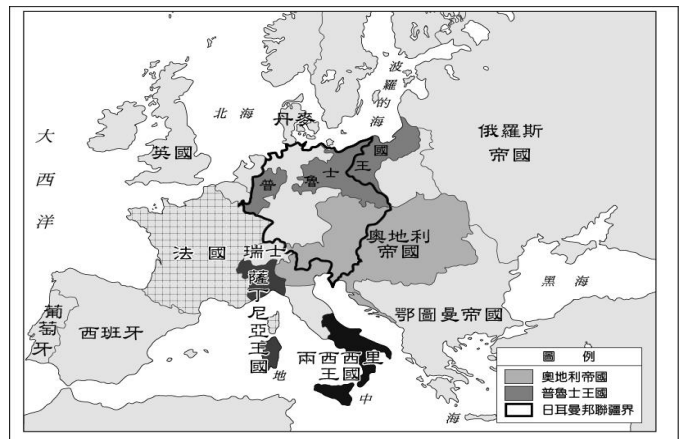 大西洋
北海
波羅的海
丹麥
英國
俄羅斯
帝國
普魯士王國
法國
瑞士
奧地利
帝國
薩丁尼亞王國
黑海
葡萄牙
西班牙
鄂圖曼帝國
兩西西里
王國
地中海
圖例
奧地利帝國
普魯士王國
日耳曼邦聯疆界